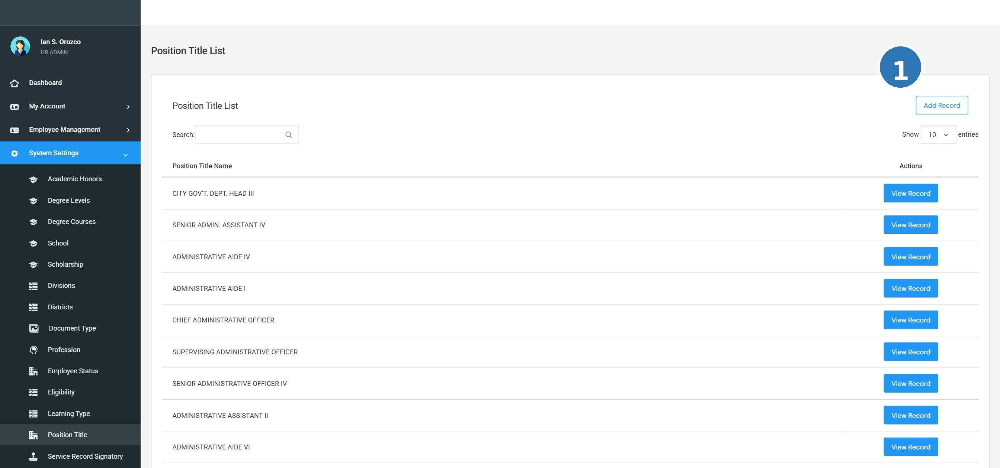 Ian S. Orozco
HR ADMIN
Dashboard
My Account
Employee Management
System Settings
Academic Honors
Degree Levels
Degree Courses
School
Scholarship
Divisions
Districts
Document Type
Profession
Employee Status
Eligibility
Learning Type
Position Title
Service Record Signatory
Position Title List
1
Position Title List
Add Record
Search:
Show 10 entries
Position Title Name Actions
CITY GOV'T. DEPT. HEAD III View Record
SENIOR ADMIN. ASSISTANT IV View Record
ADMINISTRATIVE AIDE IV View Record
ADMINISTRATIVE AIDE I View Record
CHIEF ADMINISTRATIVE OFFICER View Record
SUPERVISING ADMINISTRATIVE OFFICER View Record
SENIOR ADMINISTRATIVE OFFICER IV View Record
ADMINISTRATIVE ASSISTANT II View Record
ADMINISTRATIVE AIDE VI View Record